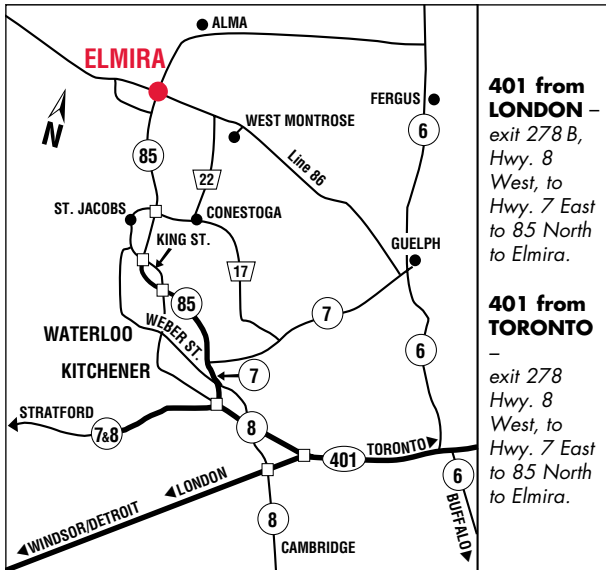 ALMA
ELMIRA
FERGUS
N
WEST MONTROSE
6
85
Line 86
22
ST. JACOBS
CONESTOGA
KING ST.
GUELPH
17
85
7
WEBER ST.
WATERLOO
6
KITCHENER
7
STRATFORD
7&8
8
TORONTO
401
6
LONDON
WINDSOR/DETROIT
8
BUFFALO
CAMBRIDGE
401 from
LONDON –
exit 278 B,
Hwy. 8
West, to
Hwy. 7 East
to 85 North
to Elmira.
401 from
TORONTO
–
exit 278
Hwy. 8
West, to
Hwy. 7 East
to 85 North
to Elmira.